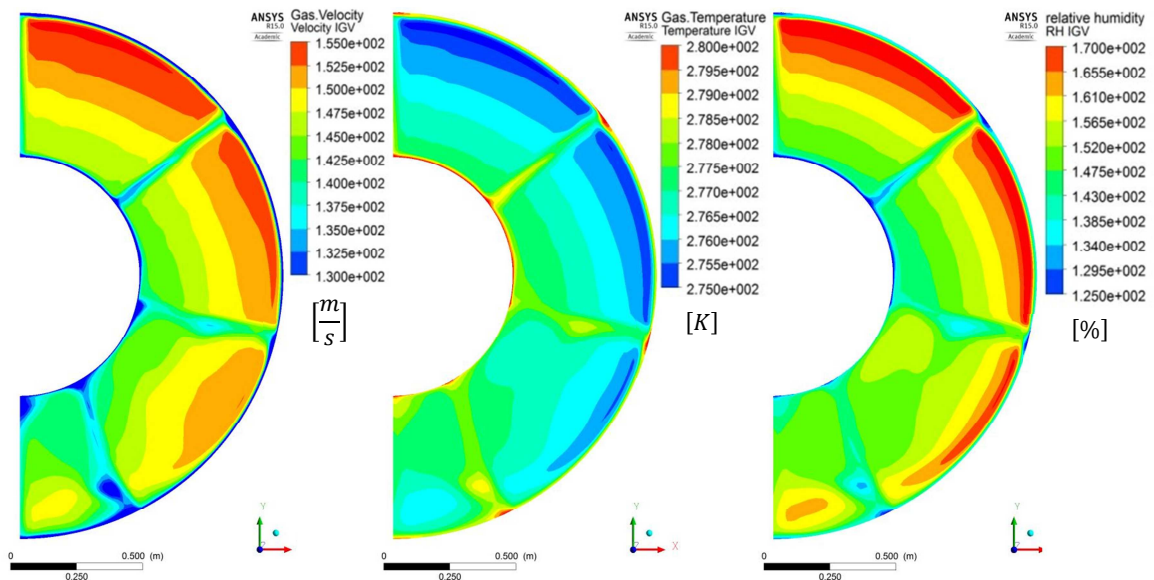 ANSYS
R15.0
Academic
Gas.Velocity
Velocity IGV
1.550e+002
1.525e+002
1.500e+002
1.475e+002
1.450e+002
1.425e+002
1.400e+002
1.375e+002
1.350e+002
1.325e+002
1.300e+002
[m/s]
0 0.500 (m)
0.250
Y
ANSYS
R15.0
Academic
Gas.Temperature
Temperature IGV
2.800e+002
2.795e+002
2.790e+002
2.785e+002
2.780e+002
2.775e+002
2.770e+002
2.765e+002
2.760e+002
2.755e+002
2.750e+002
[K]
0 0.500 (m)
0.250
Y
X
ANSYS
R15.0
Academic
relative humidity
RH IGV
1.700e+002
1.655e+002
1.610e+002
1.565e+002
1.520e+002
1.475e+002
1.430e+002
1.385e+002
1.340e+002
1.295e+002
1.250e+002
[%]
0 0.500 (m)
0.250
Y